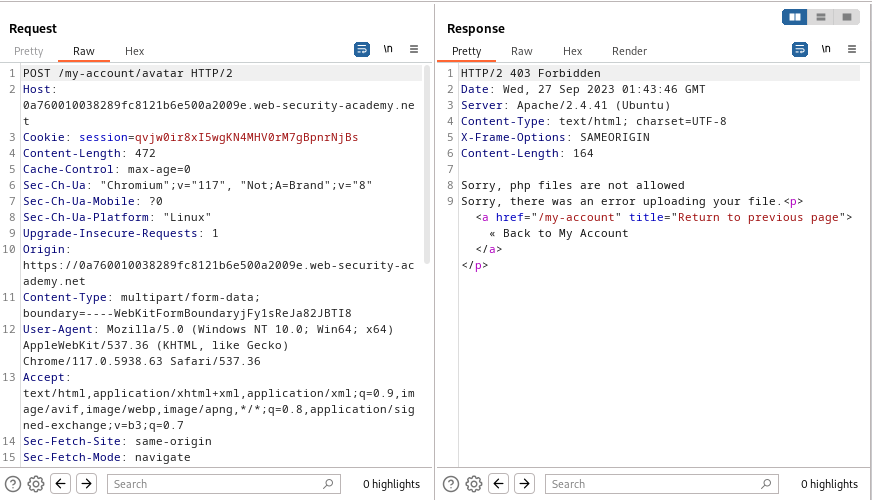 Request
Pretty Raw Hex
\n
1 POST /my-account/avatar HTTP/2
2 Host:
0a760010038289fc8121b6e500a2009e.web-security-academy.ne
t
3 Cookie: session=qvjw0ir8xI5wgKN4MHV0rM7gBpnrNjBs
4 Content-Length: 472
5 Cache-Control: max-age=0
6 Sec-Ch-Ua: "Chromium";v="117", "Not;A=Brand";v="8"
7 Sec-Ch-Ua-Mobile: ?0
8 Sec-Ch-Ua-Platform: "Linux"
9 Upgrade-Insecure-Requests: 1
10 Origin:
https://0a760010038289fc8121b6e500a2009e.web-security-ac
ademy.net
11 Content-Type: multipart/form-data;
boundary=----WebKitFormBoundaryjFy1sReJa82JBTI8
12 User-Agent: Mozilla/5.0 (Windows NT 10.0; Win64; x64)
AppleWebKit/537.36 (KHTML, like Gecko)
Chrome/117.0.5938.63 Safari/537.36
13 Accept:
text/html,application/xhtml+xml,application/xml;q=0.9,im
age/avif,image/webp,image/apng,*/*;q=0.8,application/sig
ned-exchange;v=b3;q=0.7
14 Sec-Fetch-Site: same-origin
15 Sec-Fetch-Mode: navigate
Search
0 highlights
Response
Pretty Raw Hex Render
\n
1 HTTP/2 403 Forbidden
2 Date: Wed, 27 Sep 2023 01:43:46 GMT
3 Server: Apache/2.4.41 (Ubuntu)
4 Content-Type: text/html; charset=UTF-8
5 X-Frame-Options: SAMEORIGIN
6 Content-Length: 164
7
8 Sorry, php files are not allowed
9 Sorry, there was an error uploading your file.<p>
<a href="/my-account" title="Return to previous page">
« Back to My Account
</a>
</p>
Search
0 highlights